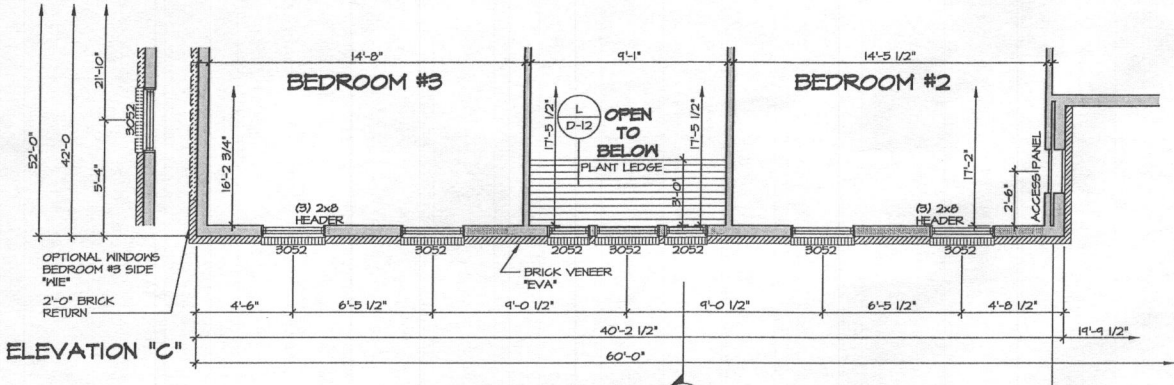 14'-8"
9'-1"
14'-5 1/2"
BEDROOM #3
BEDROOM #2
L
D-12
OPEN
TO
BELOW
PLANT LEDGE
52'-0"
42'-0
21'-10"
3052
5'-4"
16'-2 3/4"
17'-5 1/2"
17'-5 1/2"
3'-0"
17'-2"
2'-6"
ACCESS PANEL
(3) 2x8
HEADER
(3) 2x8
HEADER
3052
3052
2052
3052
2052
3052
3052
OPTIONAL WINDOWS
BEDROOM #3 SIDE
"WIE"
2'-0" BRICK
RETURN
BRICK VENEER
"EVA"
4'-6"
6'-5 1/2"
9'-0 1/2"
9'-0 1/2"
6'-5 1/2"
4'-8 1/2"
40'-2 1/2"
19'-9 1/2"
60'-0"
ELEVATION "C"